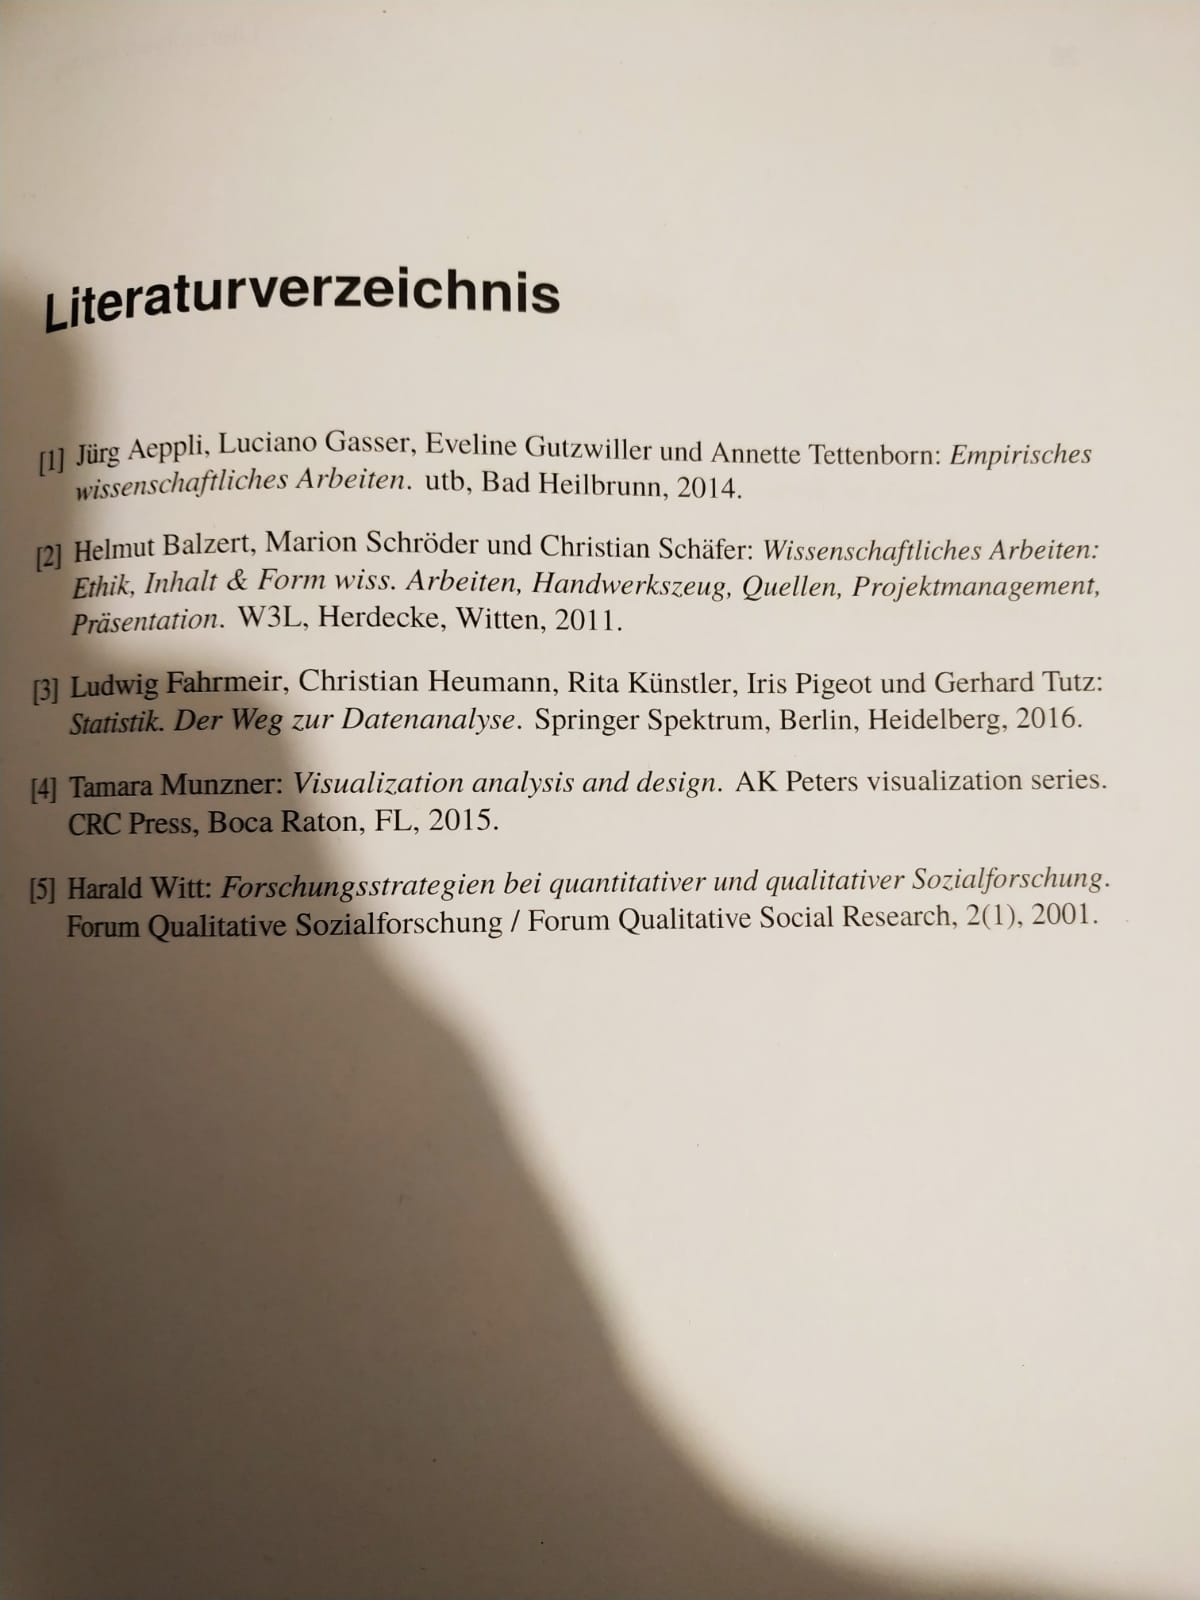 Literaturverzeichnis
[1] Jürg Aeppli, Luciano Gasser, Eveline Gutzwiller und Annette Tettenborn: Empirisches
wissenschaftliches Arbeiten. utb, Bad Heilbrunn, 2014.
[2] Helmut Balzert, Marion Schröder und Christian Schäfer: Wissenschaftliches Arbeiten:
Ethik, Inhalt & Form wiss. Arbeiten, Handwerkszeug, Quellen, Projektmanagement,
Präsentation. W3L, Herdecke, Witten, 2011.
[3] Ludwig Fahrmeir, Christian Heumann, Rita Künstler, Iris Pigeot und Gerhard Tutz:
Statistik. Der Weg zur Datenanalyse. Springer Spektrum, Berlin, Heidelberg, 2016.
[4] Tamara Munzner: Visualization analysis and design. AK Peters visualization series.
CRC Press, Boca Raton, FL, 2015.
[5] Harald Witt: Forschungsstrategien bei quantitativer und qualitativer Sozialforschung.
Forum Qualitative Sozialforschung / Forum Qualitative Social Research, 2(1), 2001.